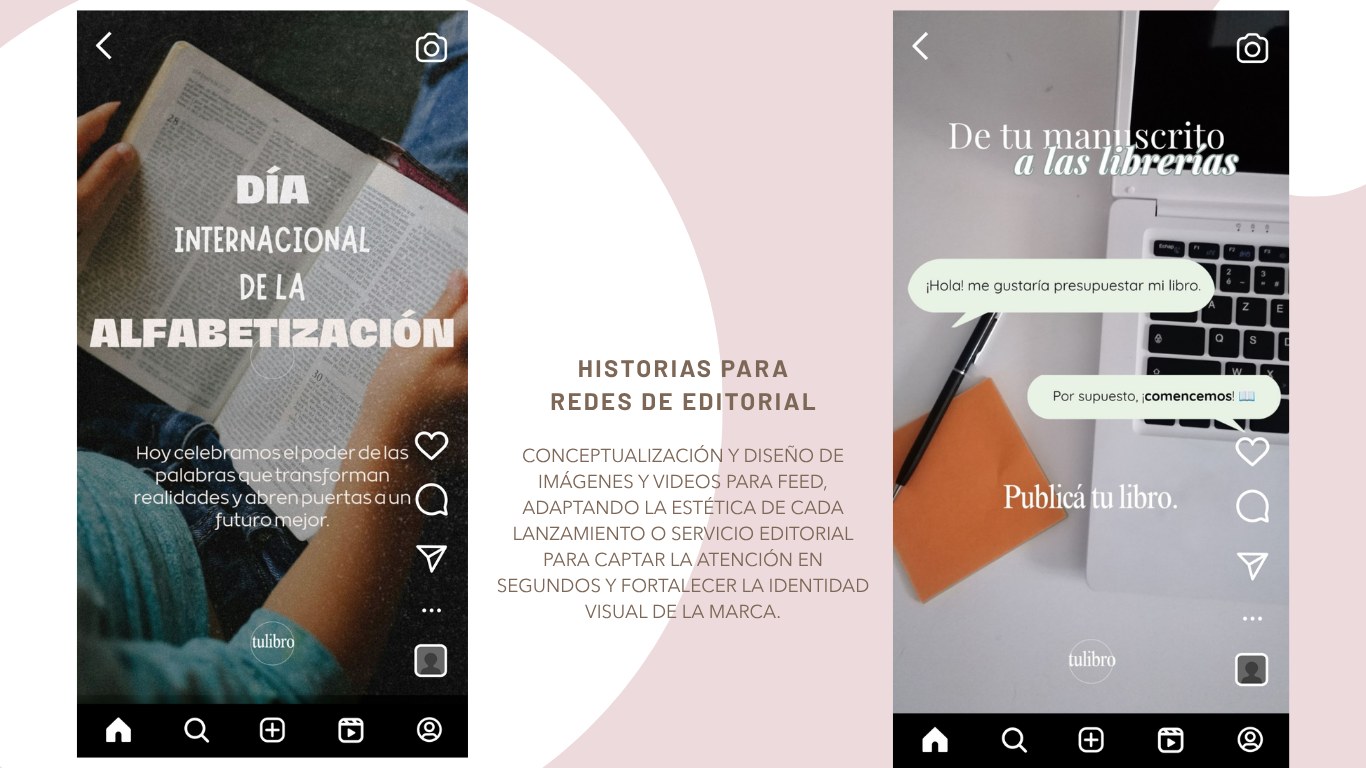 DÍA
INTERNACIONAL
DE LA
ALFABETIZACIÓN
Hoy celebramos el poder de las
palabras que transforman
realidades y abren puertas a un
futuro mejor.
tulibro
HISTORIAS PARA
REDES DE EDITORIAL
CONCEPTUALIZACIÓN Y DISEÑO DE
IMÁGENES Y VIDEOS PARA FEED,
ADAPTANDO LA ESTÉTICA DE CADA
LANZAMIENTO O SERVICIO EDITORIAL
PARA CAPTAR LA ATENCIÓN EN
SEGUNDOS Y FORTALECER LA IDENTIDAD
VISUAL DE LA MARCA.
De tu manuscrito
a las librerías
¡Hola! me gustaría presupuestar mi libro.
Por supuesto, ¡comencemos! 📖
Publicá tu libro.
tulibro